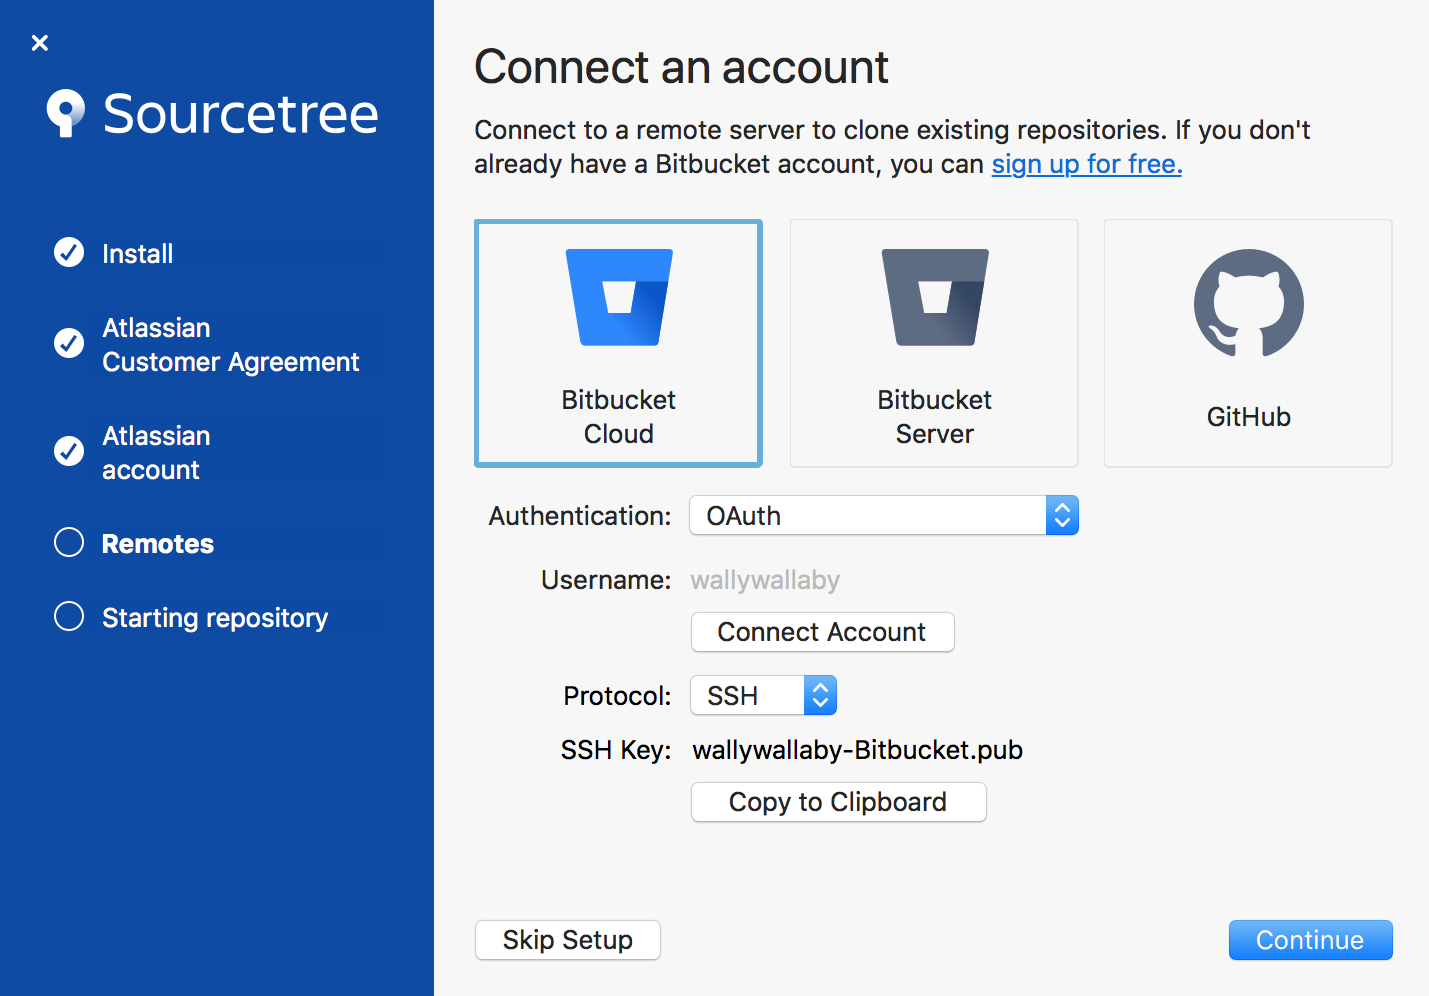 Sourcetree
Install
Atlassian
Customer Agreement
Atlassian
account
Remotes
Starting repository
Connect an account
Connect to a remote server to clone existing repositories. If you don't
already have a Bitbucket account, you can sign up for free.
Bitbucket
Cloud
Bitbucket
Server
GitHub
Authentication: OAuth
Username: wallywallaby
Connect Account
Protocol: SSH
SSH Key: wallywallaby-Bitbucket.pub
Copy to Clipboard
Skip Setup
Continue